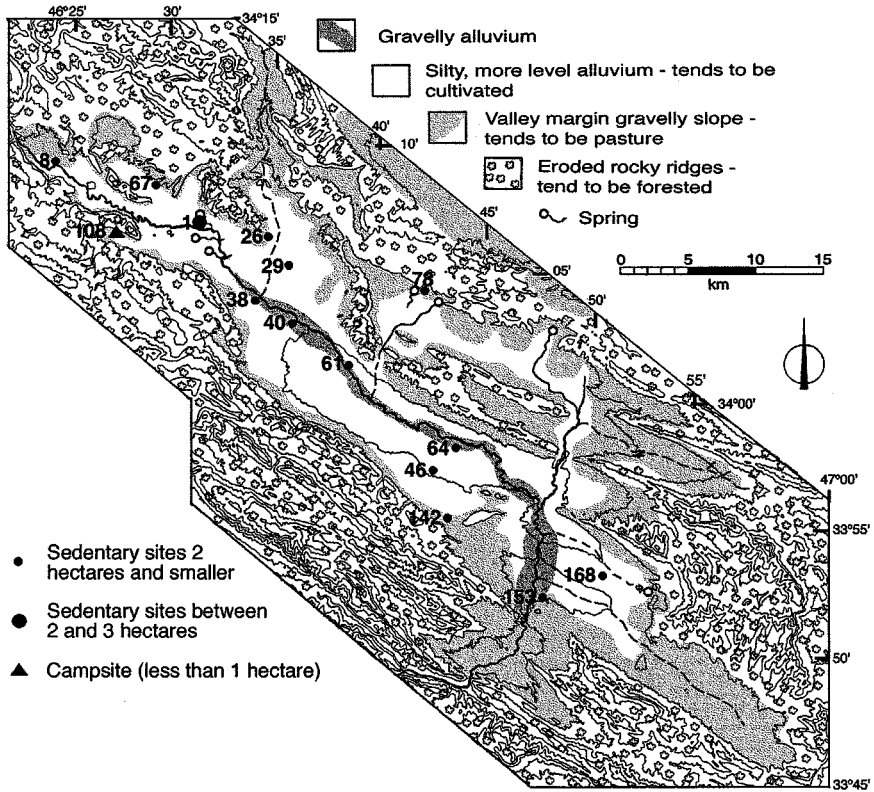 46°25'
30'
34°15'
35'
Gravelly alluvium
Silty, more level alluvium - tends to be
cultivated
Valley margin gravelly slope -
tends to be pasture
40'
10'
Eroded rocky ridges -
tend to be forested
Spring
45'
05'
0
5
10
15
km
50'
55'
34°00'
47°00'
33°55'
50'
33°45'
8
67
108
26
29
78
38
40
61
64
46
142
168
153
Sedentary sites 2
hectares and smaller
Sedentary sites between
2 and 3 hectares
Campsite (less than 1 hectare)